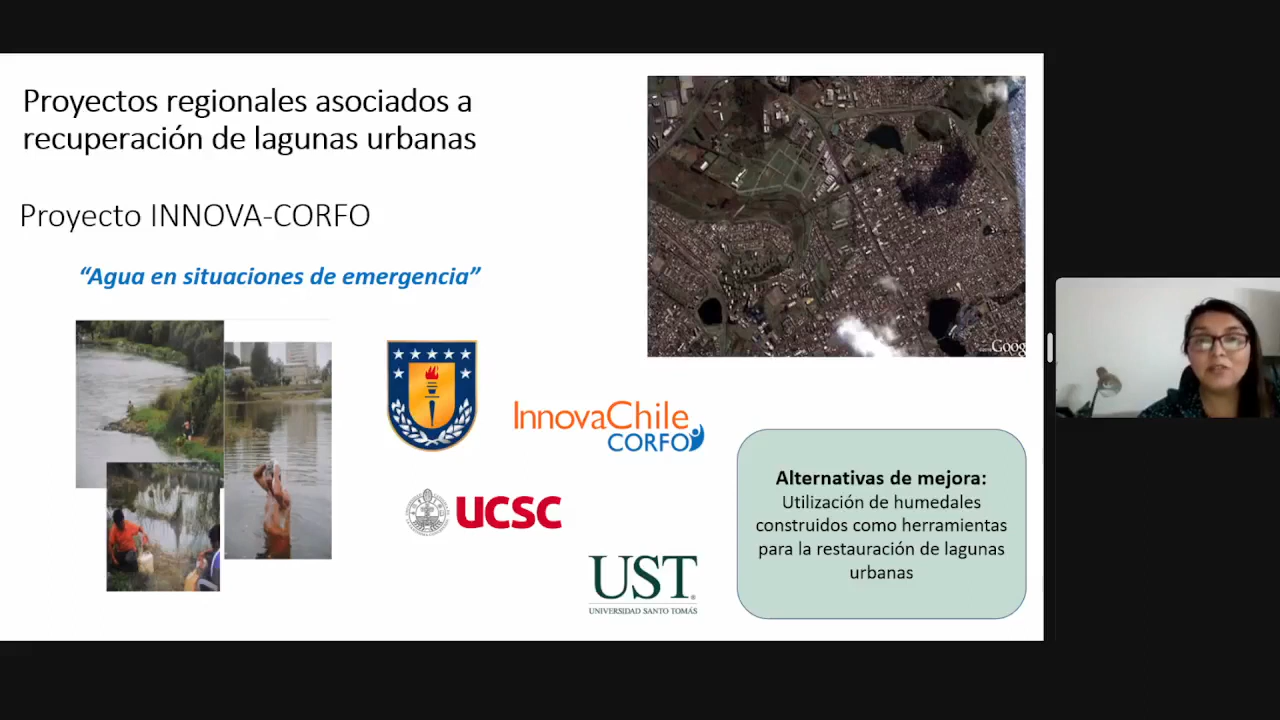 Proyectos regionales asociados a
recuperación de lagunas urbanas
Proyecto INNOVA-CORFO
“Agua en situaciones de emergencia”
Goog
InnovaChile
CORFO
UCSC
UST
UNIVERSIDAD SANTO TOMÁS
Alternativas de mejora:
Utilización de humedales
construidos como herramientas
para la restauración de lagunas
urbanas